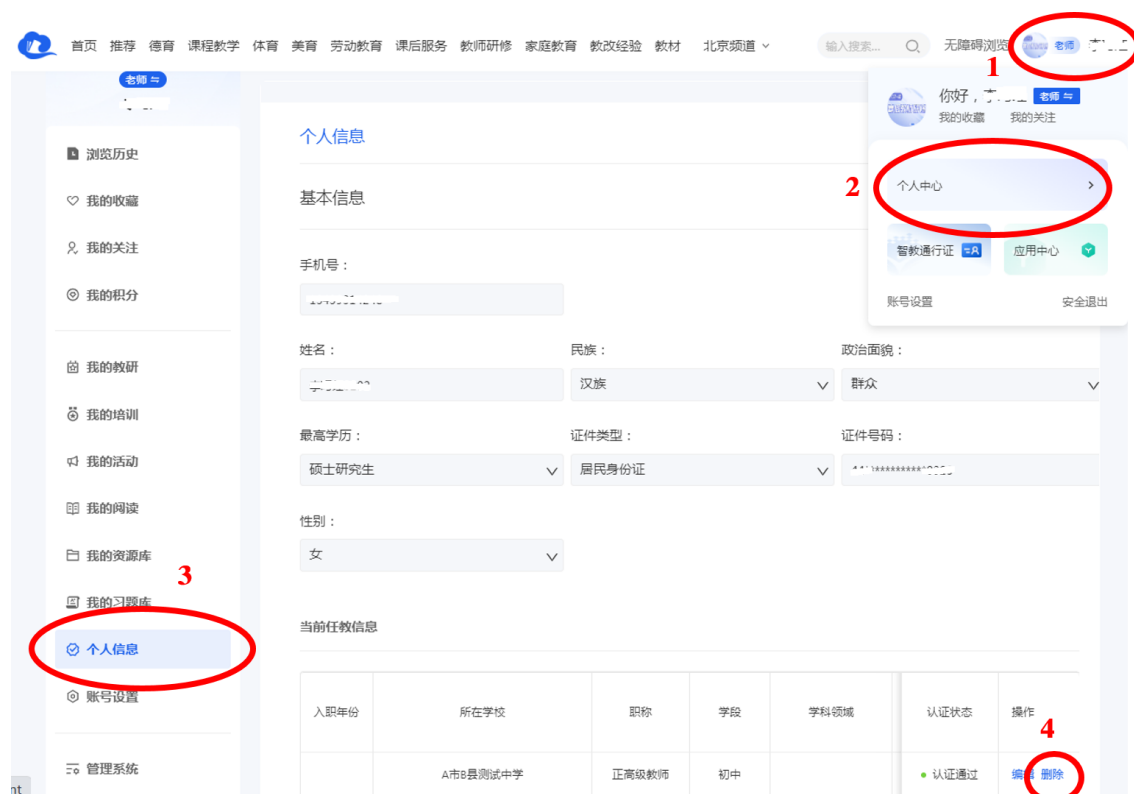 首页 推荐 德育 课程教学 体育 美育 劳动教育 课后服务 教师研修 家庭教育 教改经验 教材 北京频道 输入搜索... 无障碍浏览 老师
1
老师
你好， 老师
我的收藏 我的关注
个人中心
2
智教通行证 应用中心
账号设置 安全退出
浏览历史
我的收藏
我的关注
我的积分
我的教研
我的培训
我的活动
我的阅读
我的资源库
3
我的习题库
个人信息
账号设置
管理系统
nt
个人信息
基本信息
手机号：
姓名： 民族： 政治面貌：
汉族 群众
最高学历： 证件类型： 证件号码：
硕士研究生 居民身份证
性别：
女
当前任教信息
入职年份 所在学校 职称 学段 学科领域 认证状态 操作
4
A市B县测试中学 正高级教师 初中 认证通过 编辑 删除